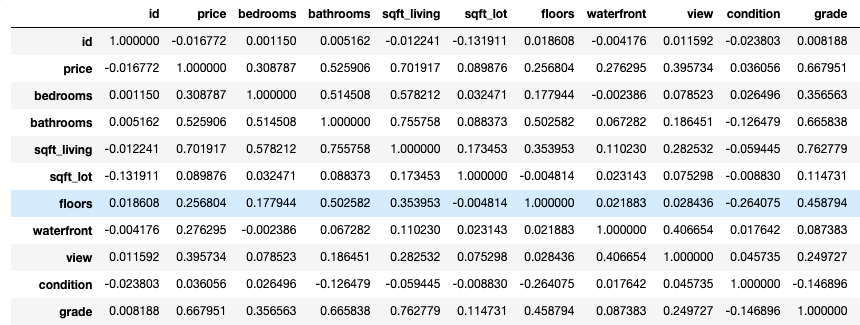 id price bedrooms bathrooms sqft_living sqft_lot floors waterfront view condition grade
id 1.000000 -0.016772 0.001150 0.005162 -0.012241 -0.131911 0.018608 -0.004176 0.011592 -0.023803 0.008188
price -0.016772 1.000000 0.308787 0.525906 0.701917 0.089876 0.256804 0.276295 0.395734 0.036056 0.667951
bedrooms 0.001150 0.308787 1.000000 0.514508 0.578212 0.032471 0.177944 -0.002386 0.078523 0.026496 0.356563
bathrooms 0.005162 0.525906 0.514508 1.000000 0.755758 0.088373 0.502582 0.067282 0.186451 -0.126479 0.665838
sqft_living -0.012241 0.701917 0.578212 0.755758 1.000000 0.173453 0.353953 0.110230 0.282532 -0.059445 0.762779
sqft_lot -0.131911 0.089876 0.032471 0.088373 0.173453 1.000000 -0.004814 0.023143 0.075298 -0.008830 0.114731
floors 0.018608 0.256804 0.177944 0.502582 0.353953 -0.004814 1.000000 0.021883 0.028436 -0.264075 0.458794
waterfront -0.004176 0.276295 -0.002386 0.067282 0.110230 0.023143 0.021883 1.000000 0.406654 0.017642 0.087383
view 0.011592 0.395734 0.078523 0.186451 0.282532 0.075298 0.028436 0.406654 1.000000 0.045735 0.249727
condition -0.023803 0.036056 0.026496 -0.126479 -0.059445 -0.008830 -0.264075 0.017642 0.045735 1.000000 -0.146896
grade 0.008188 0.667951 0.356563 0.665838 0.762779 0.114731 0.458794 0.087383 0.249727 -0.146896 1.000000